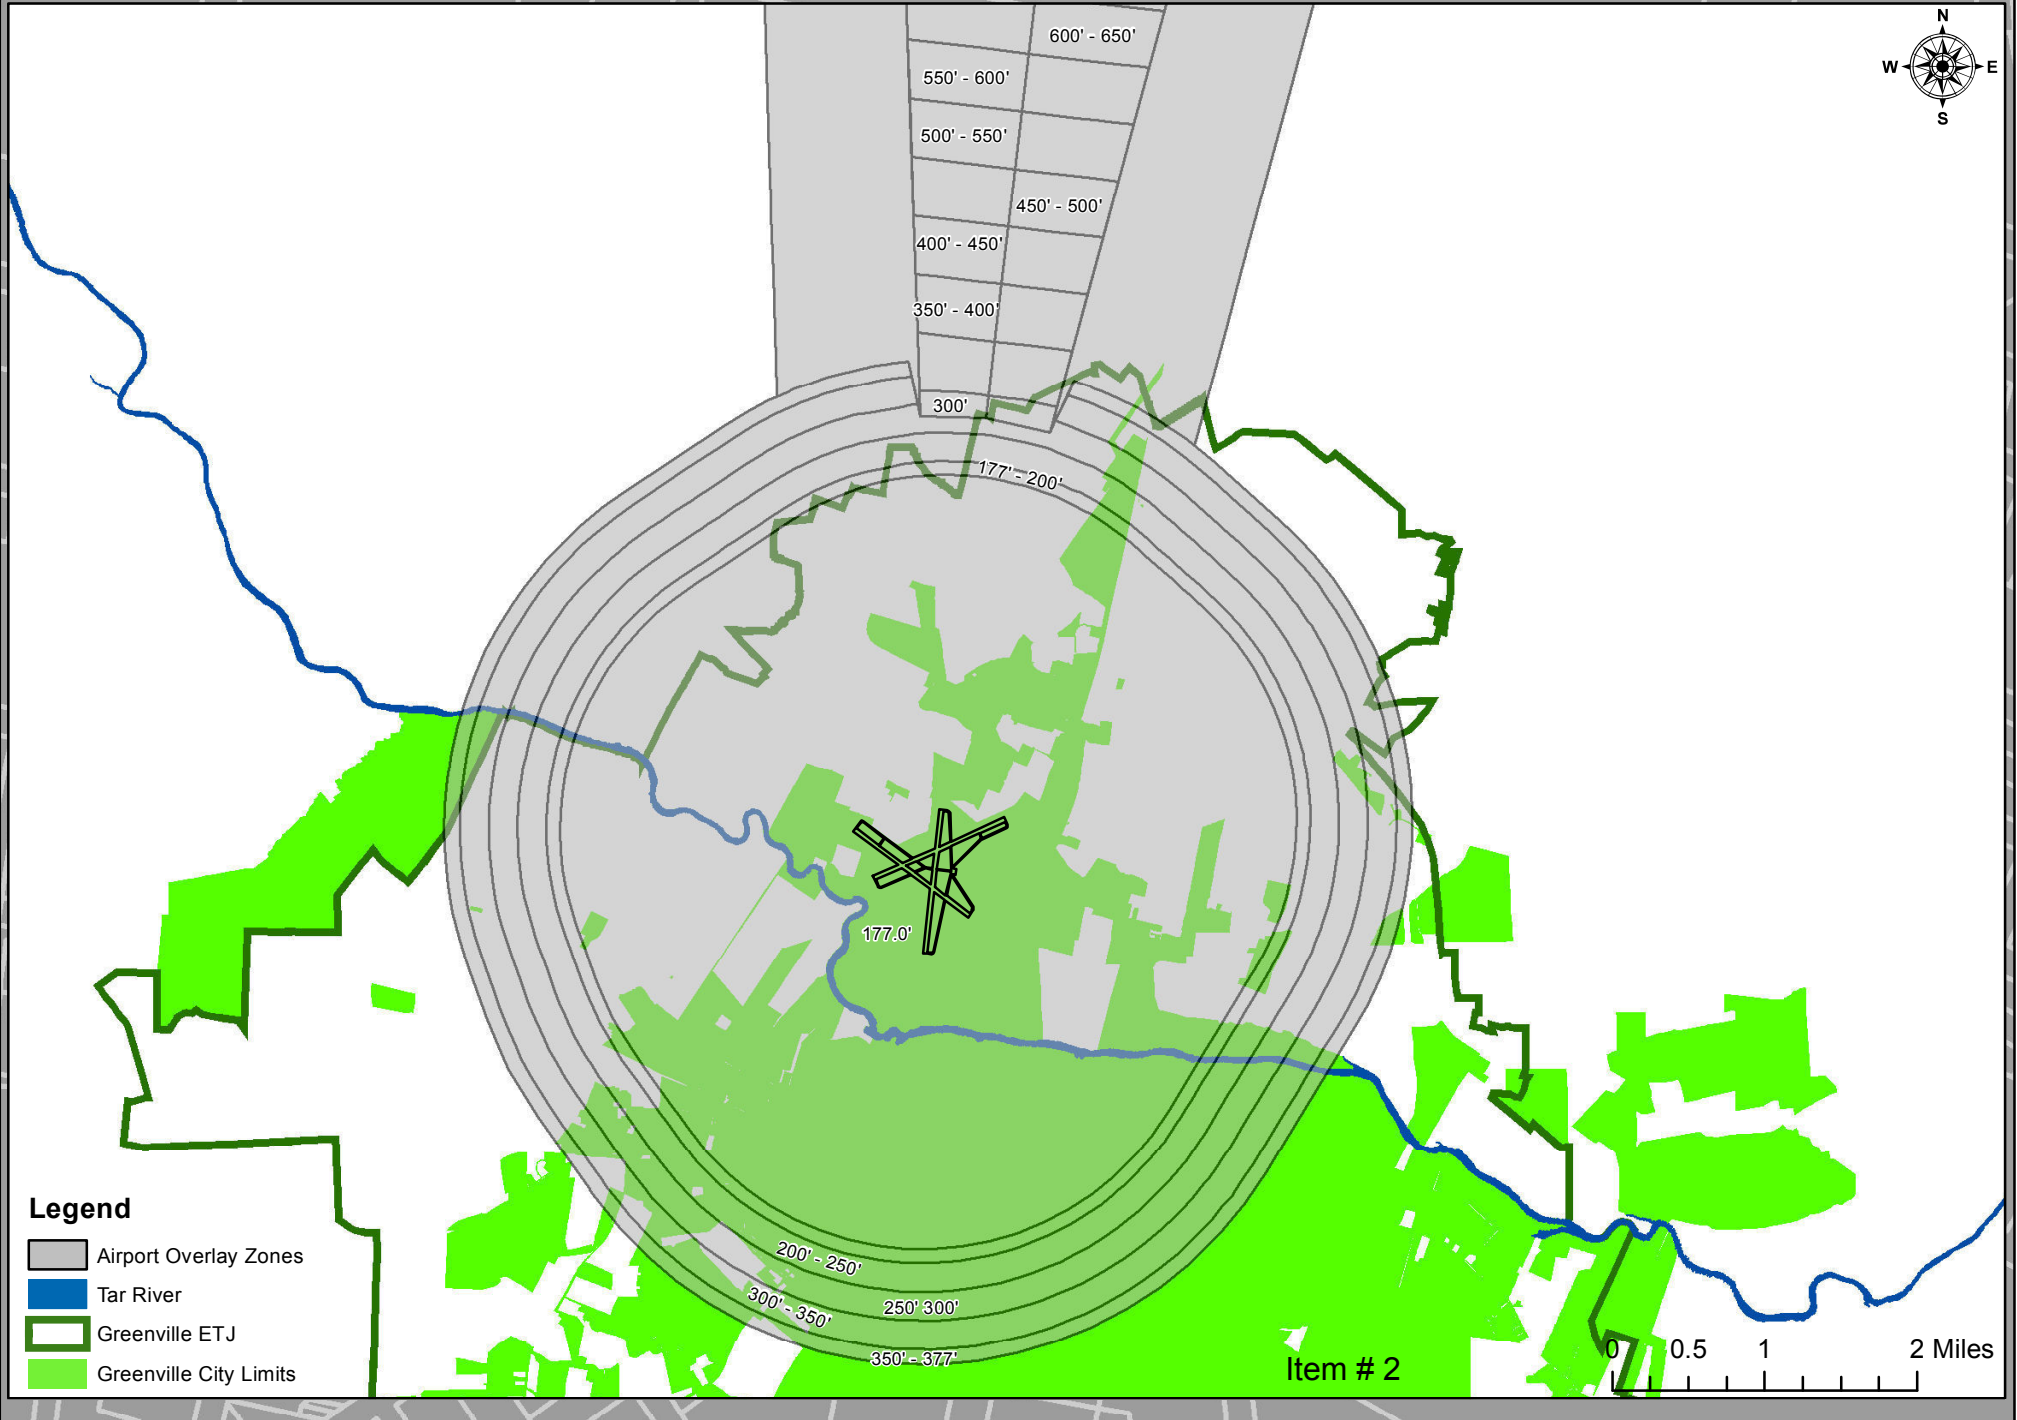 N
W E
S
600' - 650'
550' - 600'
500' - 550'
450' - 500'
400' - 450'
350' - 400'
300'
177' - 200'
177.0'
200' - 250'
300' - 350'
250' 300'
350' - 377'
Legend
Airport Overlay Zones
Tar River
Greenville ETJ
Greenville City Limits
Item # 2
0 0.5 1 2 Miles